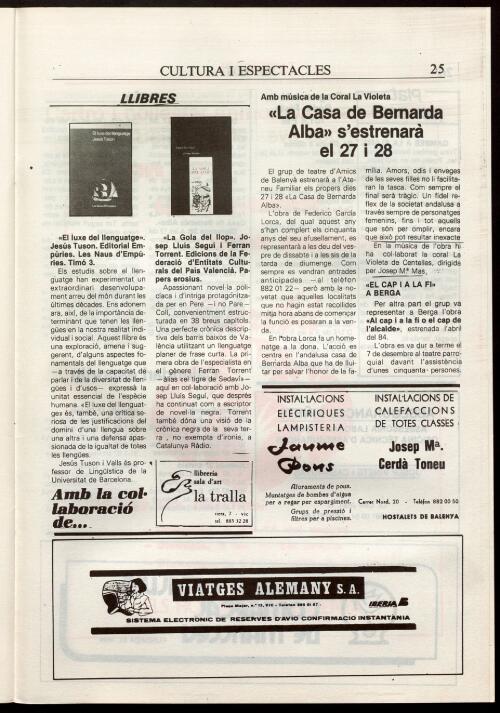 CULTURA I ESPECTACLES
25
LLIBRES
El luxe del llenguatge
Jesús Tuson
«El luxe del llenguatge».
Jesús Tuson. Editorial Em-
púries. Les Naus d'Empú-
ries. Timó 3.
Els estudis sobre el llen-
guatge han experimentat un
extraordinari desenvolupa-
ment arreu del món durant les
últimes dècades. Ens adonem
ara, així, de la importància de-
terminant que tenen les llen-
gües en la nostra realitat indi-
vidual i social. Aquest llibre és
una exploració, amena i sug-
gerent, d'alguns aspectes fo-
namentals del llenguatge que
—a través de la capacitat de
parlar i de la diversitat de llen-
gües i d'usos— expressà la
unitat essencial de l'espècie
humana. «El luxe del llenguat-
ge» és, també, una crítica se-
riosa de les justificacions del
domini d'una llengua sobre
una altra i una defensa apas-
sionada de la igualtat de totes
les llengües.
Jesús Tuson i Valls és pro-
fessor de Lingüística de la
Universitat de Barcelona.
«La Gola del llop». Jo-
sep Lluís Seguí i Ferran
Torrent. Edicions de la Fe-
deració d'Entitats Cultu-
rals del País Valencià. Pa-
pers erosius.
Apassionant novel·la poli-
cíaca i d'intriga protagonitza-
da per en Pere —l no Pàre—
Coll, convenientment estruc-
turada en 38 breus capítols.
Una perfecte crònica descrip-
tiva dels barris baixos de Va-
lència utilitzant un llenguatge
planer de frase curta. La pri-
mera obra de l'especialista en
el gènere Ferran Torrent
—àlias «el tigre de Sedaví»—
aquí en col·laboració amb Jo-
sep Lluís Seguí, que després
ha continuat com a escriptor
de novel·la negra. Torrent
també dóna una visió de la
crònica negra de la seva ter-
ra, no exempta d'ironia, a
Catalunya Ràdio.
Amb la col-
laboració
de...
llibreria
sala d'art
la tralla
riera, 7 - vic
tel. 885 32 28
Amb música de la Coral La Violeta
«La Casa de Bernarda
Alba» s'estrenarà
el 27 i 28
El grup de teatre d'Amics
de Balenyà estrenarà a l'Ate-
neu Familiar els propers dies
27 i 28 «La Casa de Bernarda
Alba».
L'obra de Federico García
Lorca, del qual aquest any
s'han complert els cinquanta
anys del seu afusellament, es
representarà a les deu del ves-
pre de dissabte i a les sis de la
tarda de diumenge. Com
sempre es vendran entrades
anticipades —al telèfon
882 01 22— però amb la no-
vetat que aquelles localitats
que no hagin estat recollides
mitja hora abans de començar
la funció es posaran a la ven-
da.
En l'obra Lorca fa un home-
natge a la dona. L'acció es
centra en l'andalusa casa de
Bernarda Alba que ha de llui-
tar per salvar l'honor de la fa-
mília. Amors, odis i enveges
de les seves filles no li facilita-
ran la tasca. Com sempre el
final serà tràgic. Un fidel re-
flex de la societat andalusa a
través sempre de personatges
femenins, fins i tot aquells
que són per omplir, encara
que això pot resultar inexacte.
En la música de l'obra hi
ha col·laborat la coral La
Violeta de Centelles, dirigida
per Josep Mª Mas.
«EL CAP I A LA FI»
A BERGA
Per altra part el grup va
representar a Berga l'obra
«Al cap i a la fi o el cap de
l'alcalde», estrenada l'abril
del 84.
L'obra es va dur a terme el
7 de desembre al teatre parro-
quial davant l'assistència
d'unes cinquanta persones.
INSTAL·LACIONS
ELÈCTRIQUES
LAMPISTERIA
Jaume
Pons
Alloraments de pous.
Muntatges de bombes d'aigua
per a regar per espargiment.
Grups de pressió i
filtres per a piscines.
INSTAL·LACIONS DE
CALEFACCIONS
DE TOTES CLASSES
Josep Mª.
Cerdà Toneu
Carrer Nord, 20 - Telèfon 882 00 50
HOSTALETS DE BALENYA
VIATGES ALEMANY S.A.
IBERIA
SISTEMA ELECTRONIC DE RESERVES D'AVIO CONFIRMACIO INSTANTÀNIA